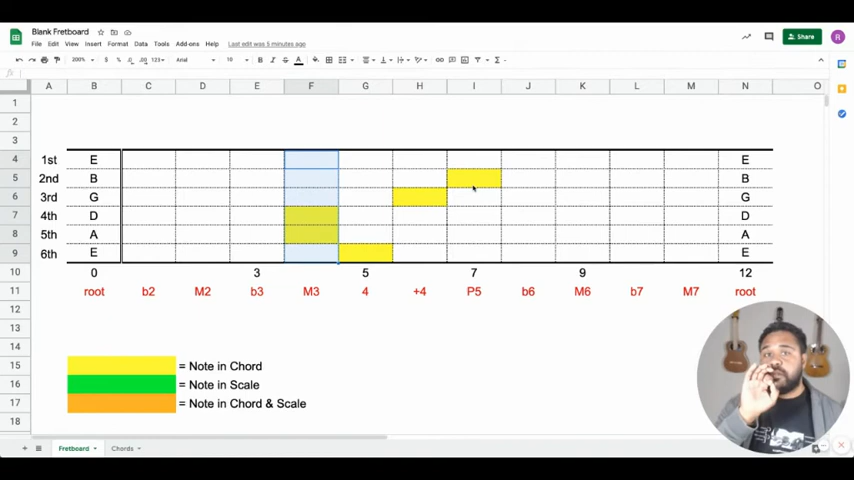 Blank Fretboard
File Edit View Insert Format Data Tools Add-ons Help Last edit was 5 minutes ago
Share
R
200% $ % .0 .00 123 Arial 10 B I S A
fx
A B C D E F G H I J K L M N O
1
2
3
4 1st E E
5 2nd B B
6 3rd G G
7 4th D D
8 5th A A
9 6th E E
10 0 3 5 7 9 12
11 root b2 M2 b3 M3 4 +4 P5 b6 M6 b7 M7 root
12
13
14
15 = Note in Chord
16 = Note in Scale
17 = Note in Chord & Scale
18
Fretboard Chords